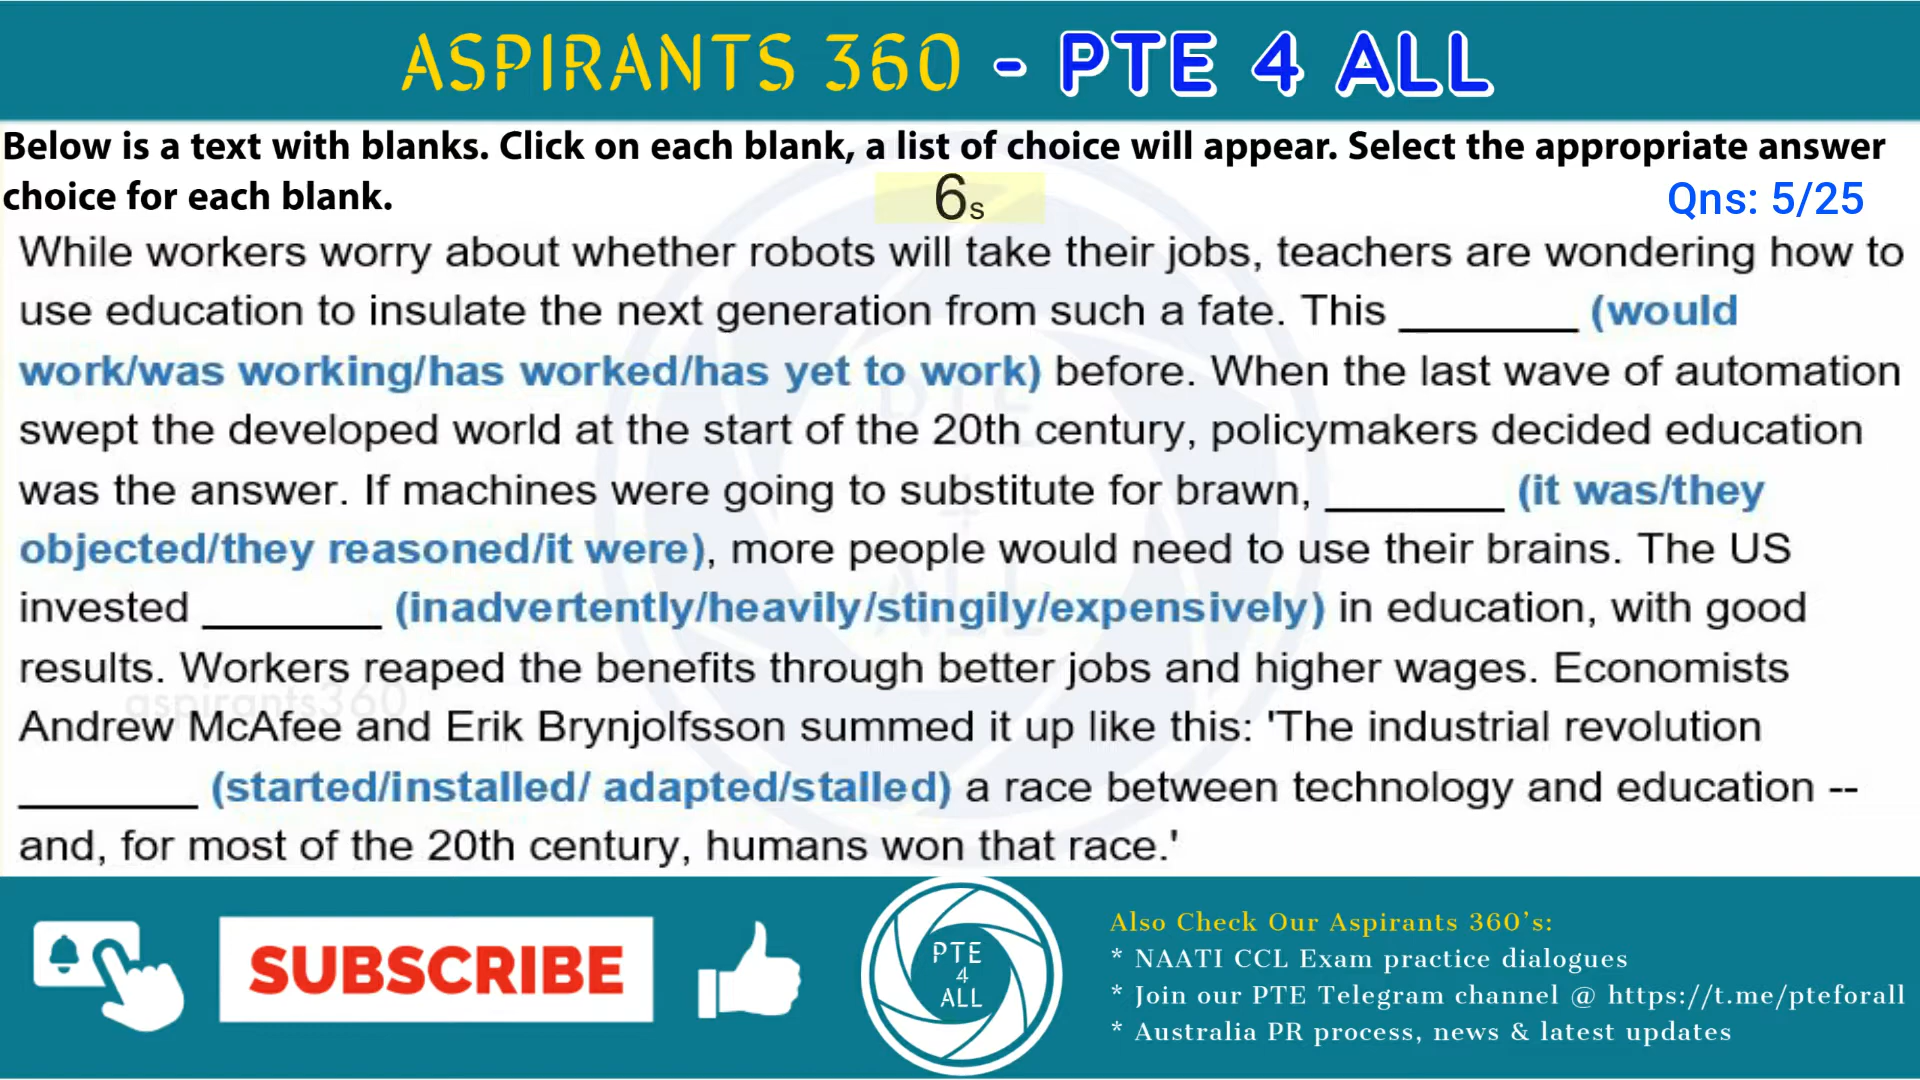 ASPIRANTS 360 - PTE 4 ALL
Below is a text with blanks. Click on each blank, a list of choice will appear. Select the appropriate answer
choice for each blank.
6s
Qns: 5/25
While workers worry about whether robots will take their jobs, teachers are wondering how to
use education to insulate the next generation from such a fate. This _______ (would
work/was working/has worked/has yet to work) before. When the last wave of automation
swept the developed world at the start of the 20th century, policymakers decided education
was the answer. If machines were going to substitute for brawn, _______ (it was/they
objected/they reasoned/it were), more people would need to use their brains. The US
invested _______ (inadvertently/heavily/stingily/expensively) in education, with good
results. Workers reaped the benefits through better jobs and higher wages. Economists
aspirants360
Andrew McAfee and Erik Brynjolfsson summed it up like this: 'The industrial revolution
_______ (started/installed/ adapted/stalled) a race between technology and education --
and, for most of the 20th century, humans won that race.'
PTE
4
ALL
SUBSCRIBE
PTE
4
ALL
Also Check Our Aspirants 360's:
* NAATI CCL Exam practice dialogues
* Join our PTE Telegram channel @ https://t.me/pteforall
* Australia PR process, news & latest updates